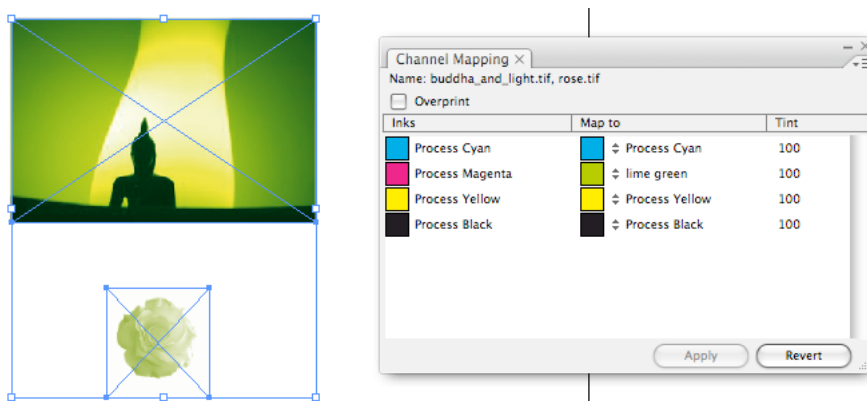 Channel Mapping
Name: buddha_and_light.tif, rose.tif
Overprint
Inks Map to Tint
Process Cyan Process Cyan 100
Process Magenta lime green 100
Process Yellow Process Yellow 100
Process Black Process Black 100
Apply Revert